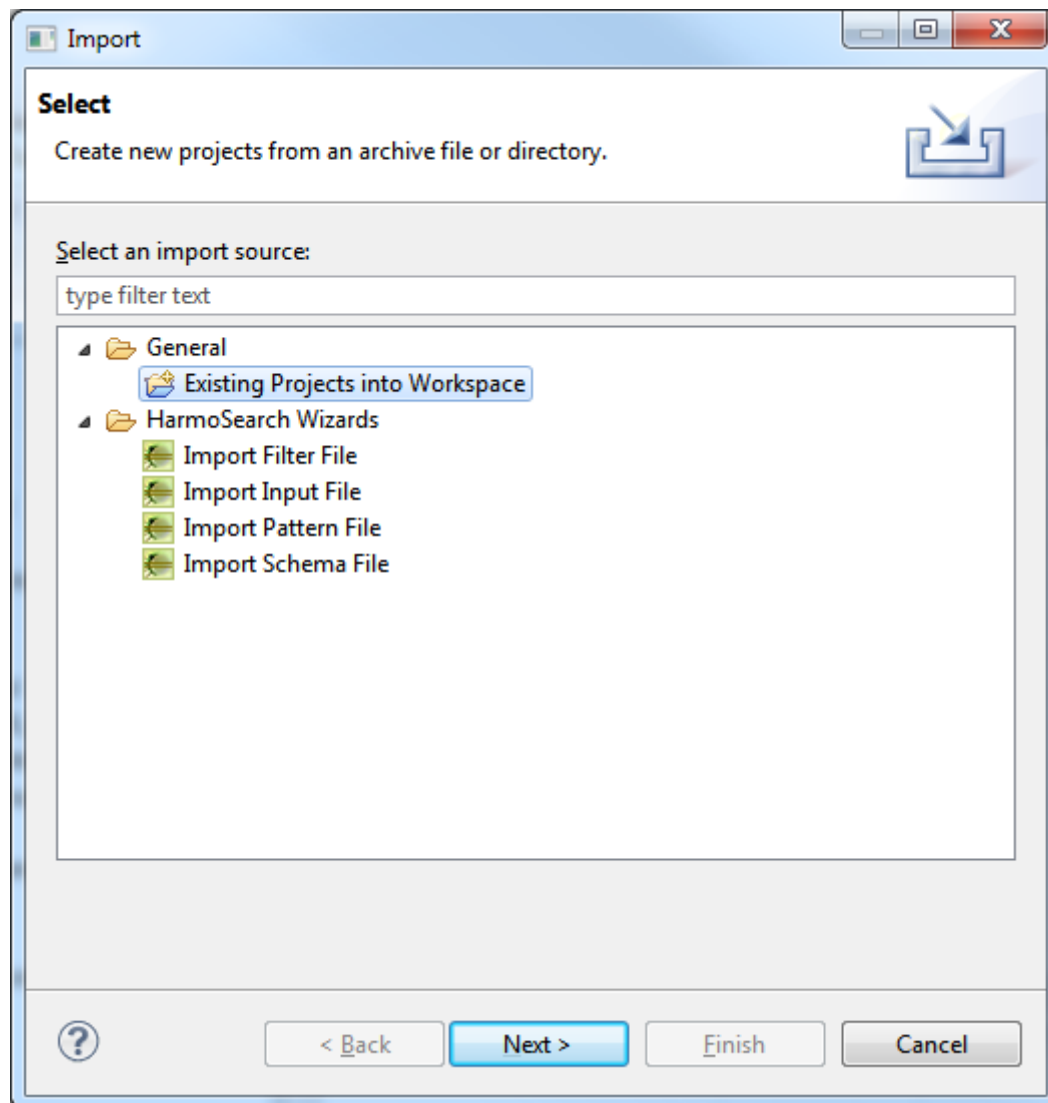 Import
Select
Create new projects from an archive file or directory.
Select an import source:
type filter text
General
Existing Projects into Workspace
HarmoSearch Wizards
Import Filter File
Import Input File
Import Pattern File
Import Schema File
? < Back Next > Finish Cancel